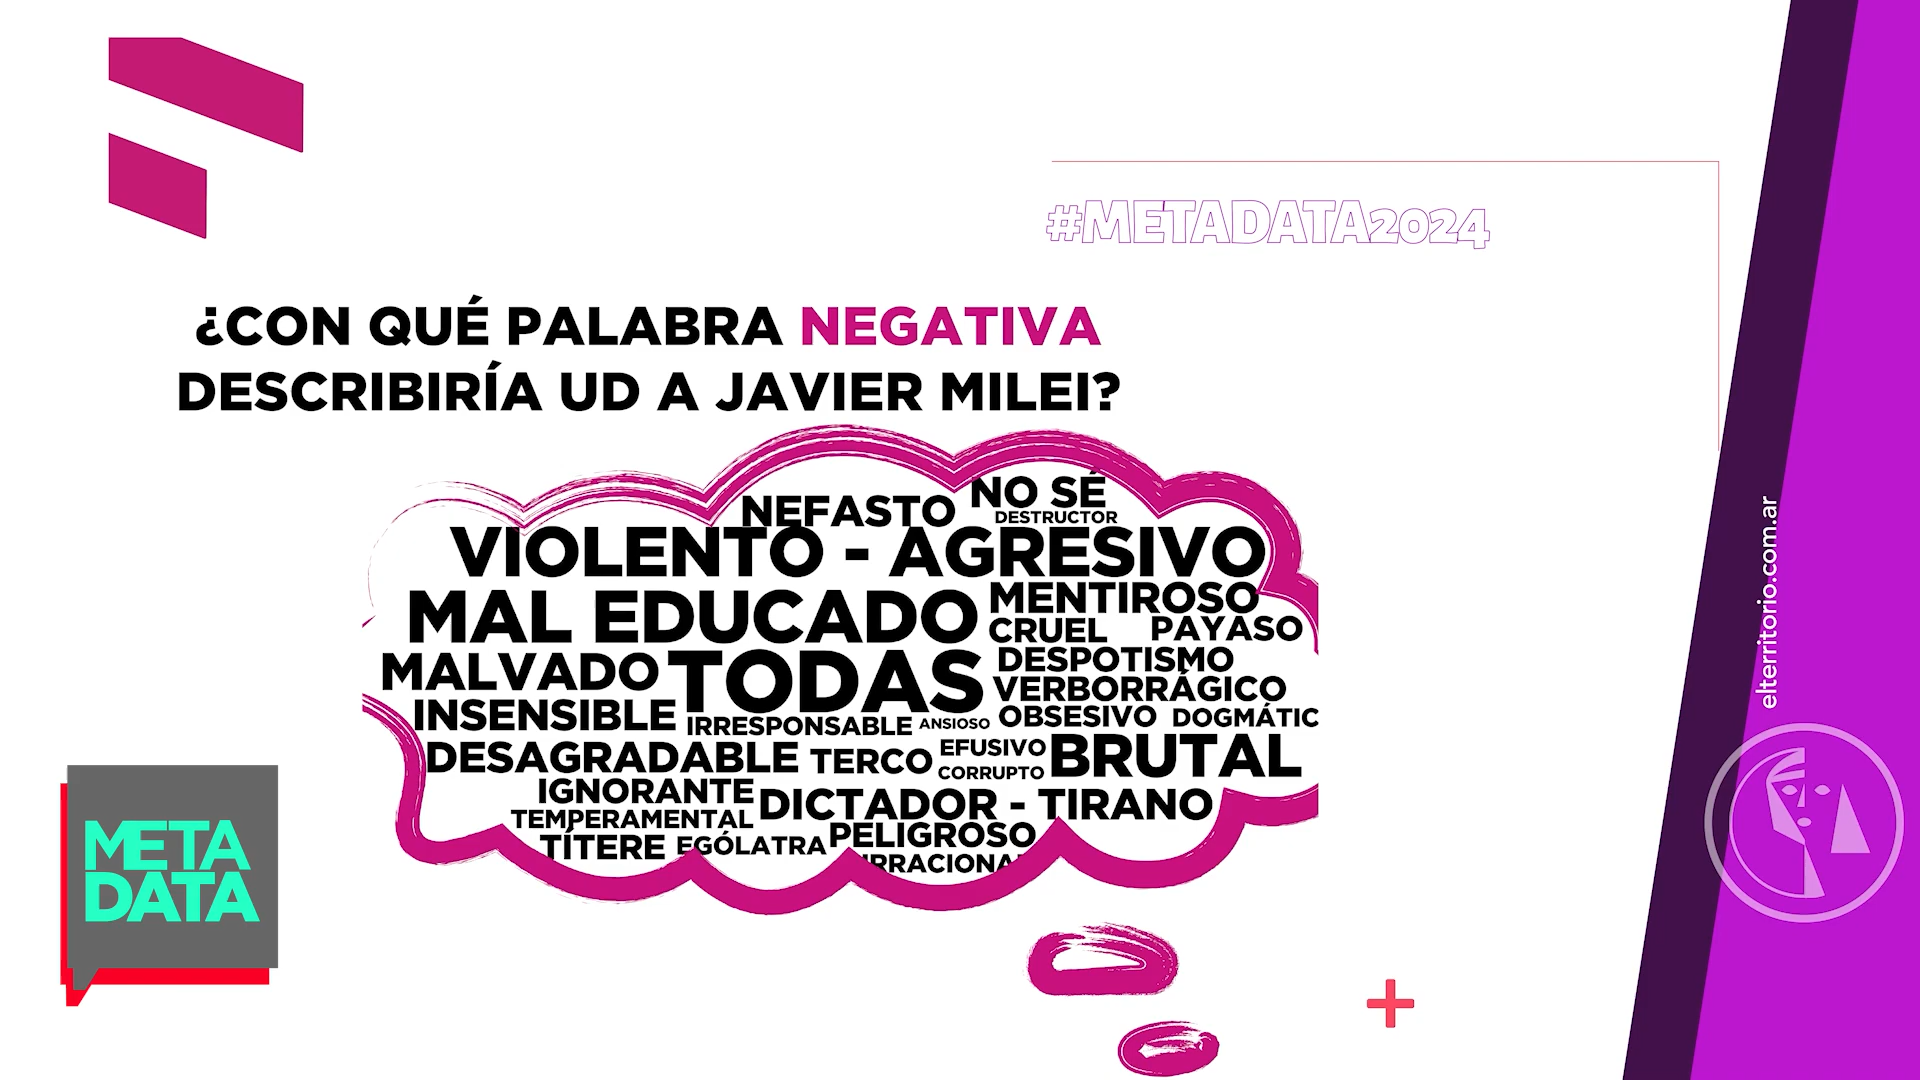 #METADATA2024
¿CON QUÉ PALABRA NEGATIVA
DESCRIBIRÍA UD A JAVIER MILEI?
NEFASTO NO SÉ
DESTRUCTOR
VIOLENTO - AGRESIVO
MAL EDUCADO MENTIROSO
CRUEL PAYASO
MALVADO TODAS DESPOTISMO
VERBORRÁGICO
INSENSIBLE IRRESPONSABLE ANSIOSO OBSESIVO DOGMÁTIC
DESAGRADABLE TERCO EFUSIVO BRUTAL
CORRUPTO
IGNORANTE DICTADOR - TIRANO
TEMPERAMENTAL
TÍTERE EGÓLATRA PELIGROSO
IRRACIONA
META
DATA
elterritorio.com.ar